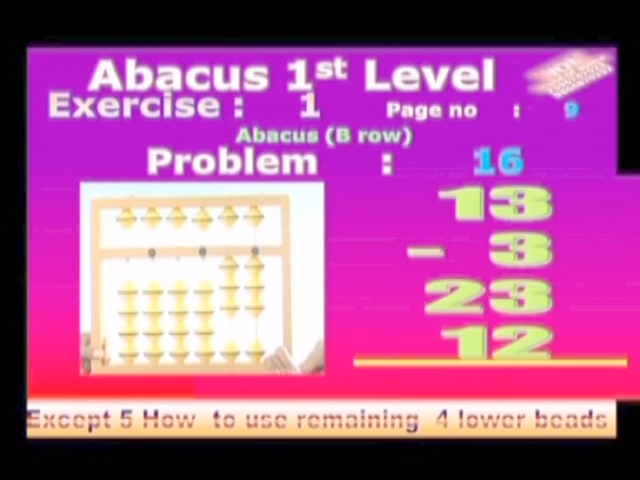 Abacus 1st Level
Exercise : 1 Page no : 9
Abacus (B row)
Problem : 16
13
- 3
23
12
Except 5 How to use remaining 4 lower beads